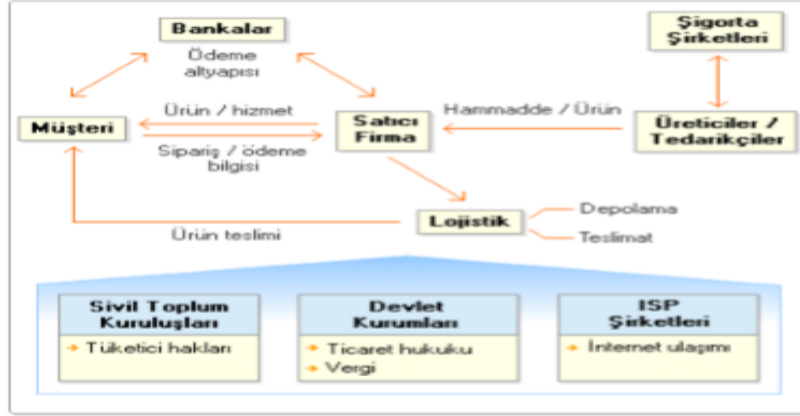 Bankalar
Şigorta
Şirketleri
Ödeme
altyapısı
Ürün / hizmet
Hammadde / Ürün
Müşteri
Satıcı
Firma
Üreticiler /
Tedarikçiler
Sipariş / ödeme
bilgisi
Lojistik
Depolama
Teslimat
Ürün teslimi
Sivil Toplum
Kuruluşları
Tüketici hakları
Devlet
Kurumları
Ticaret hukuku
Vergi
ISP
Şirketleri
İnternet ulaşımı